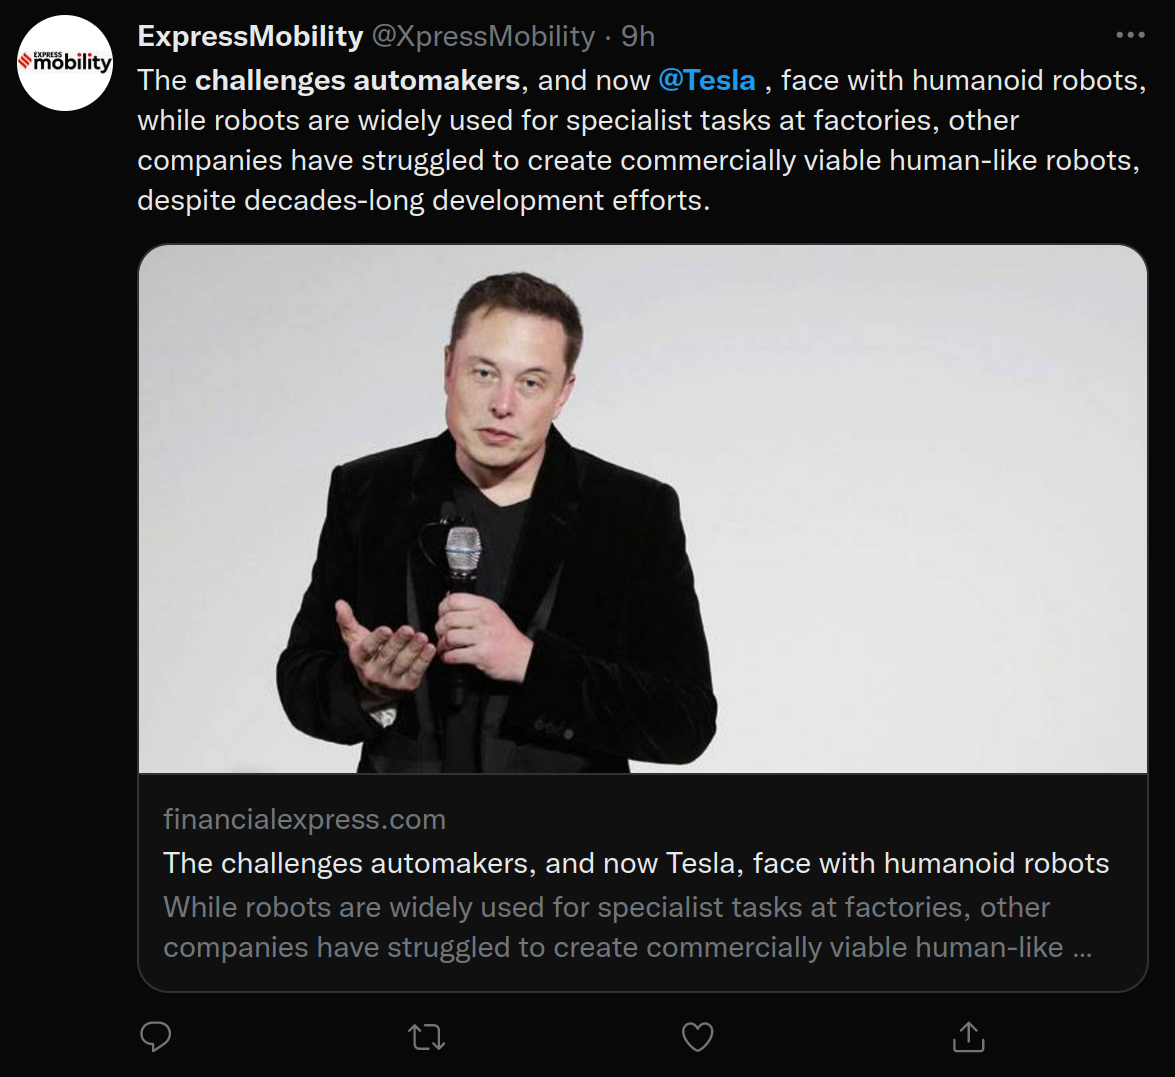 EXPRESS
mobility
ExpressMobility @XpressMobility · 9h
The challenges automakers, and now @Tesla , face with humanoid robots,
while robots are widely used for specialist tasks at factories, other
companies have struggled to create commercially viable human-like robots,
despite decades-long development efforts.
financialexpress.com
The challenges automakers, and now Tesla, face with humanoid robots
While robots are widely used for specialist tasks at factories, other
companies have struggled to create commercially viable human-like ...